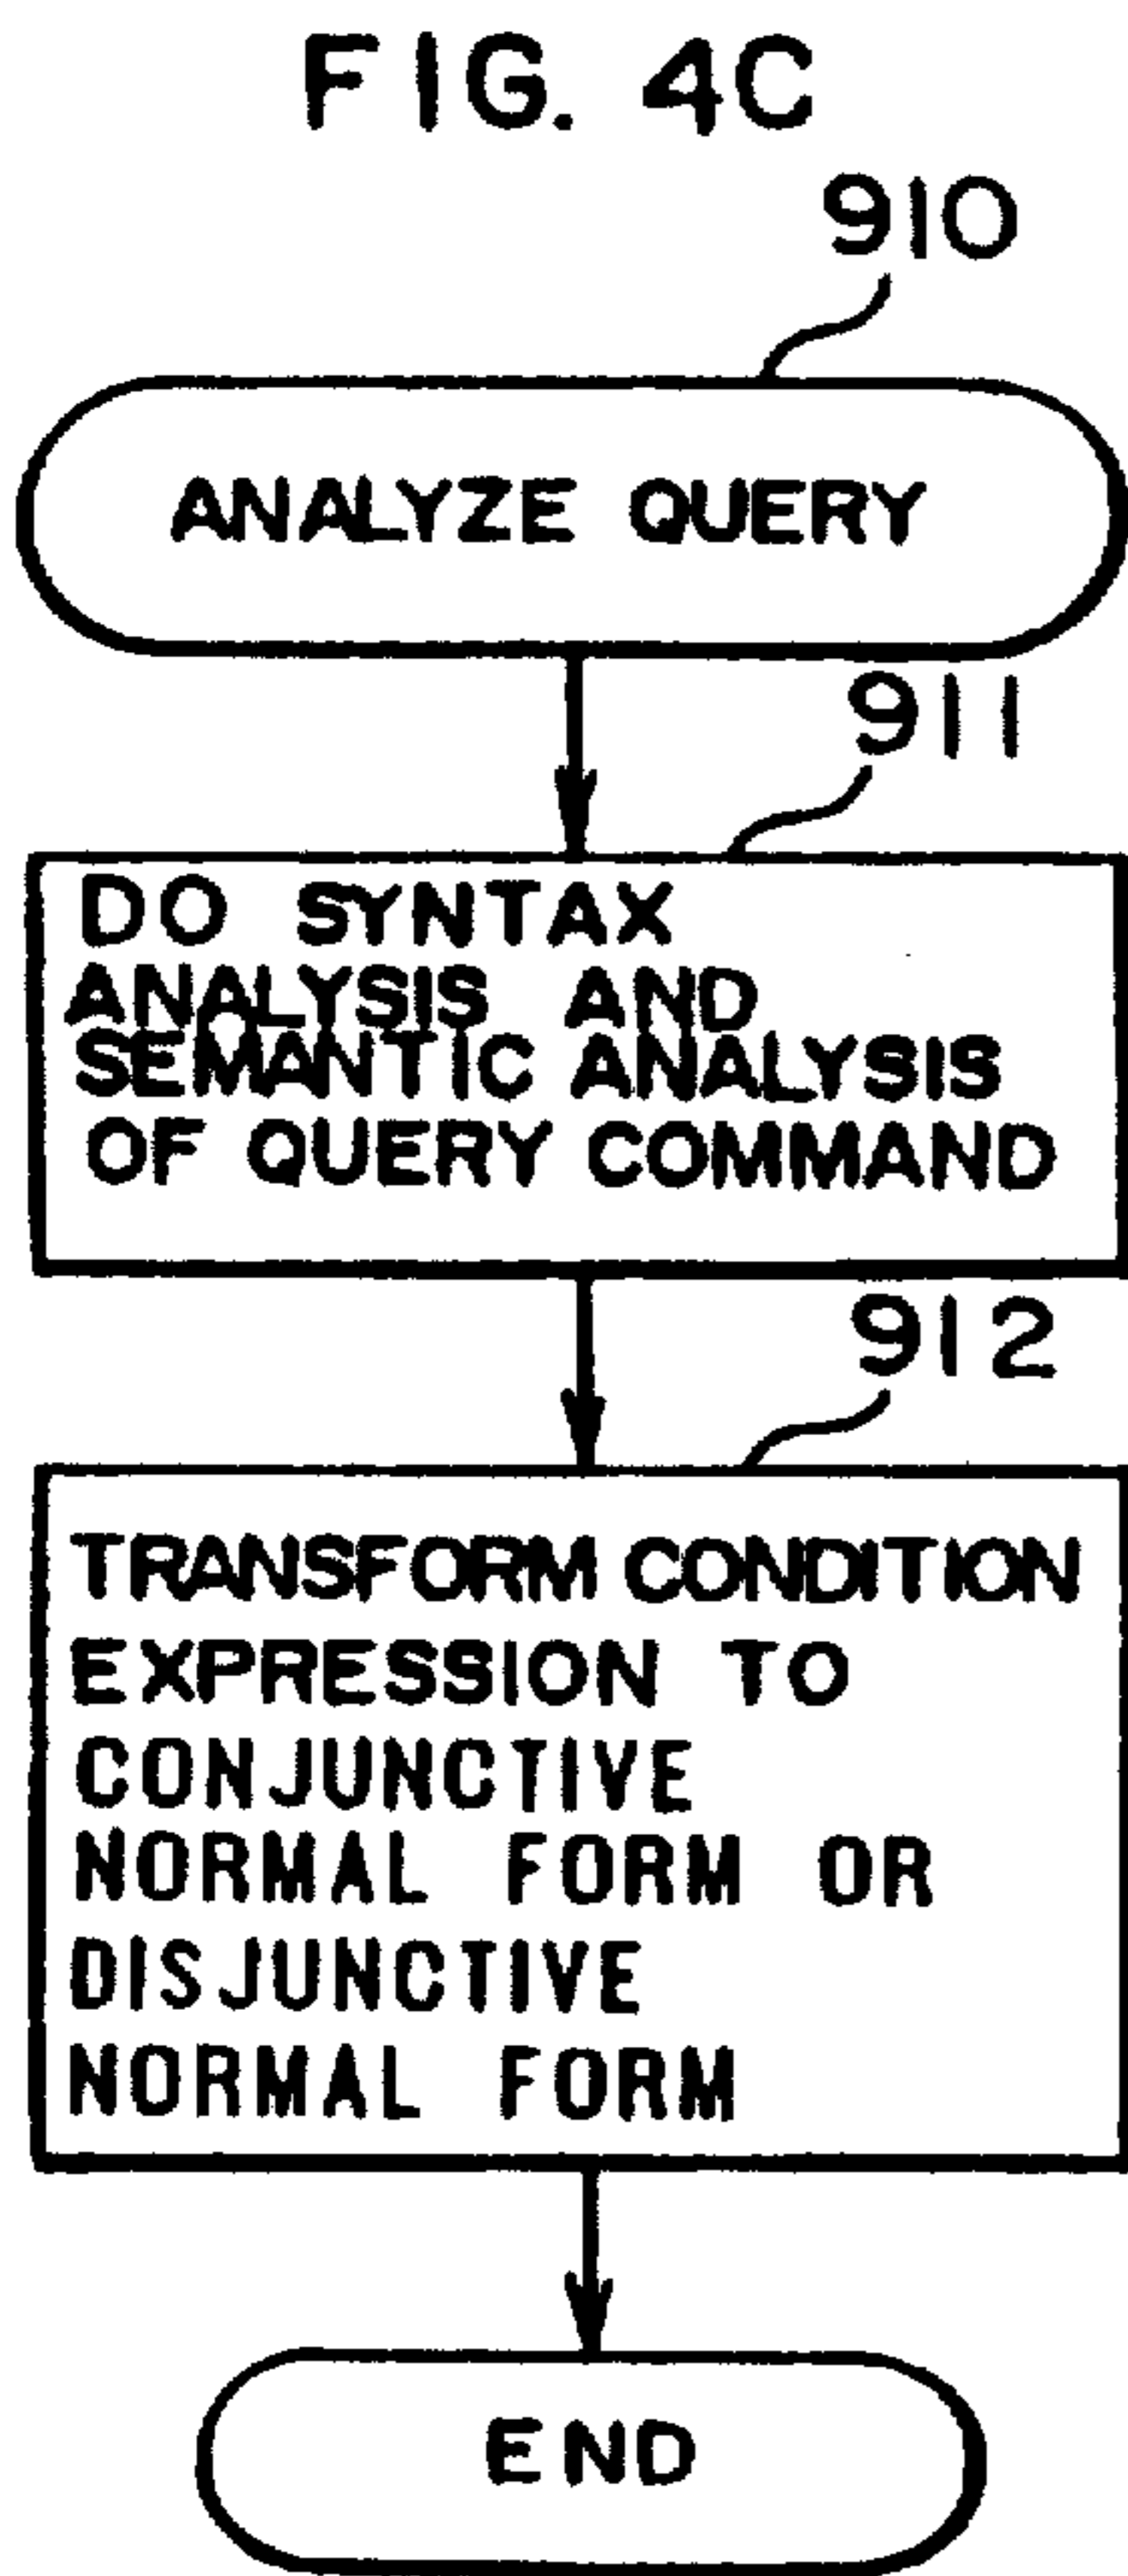 FIG. 4C
910
ANALYZE QUERY
911
DO SYNTAX
ANALYSIS AND
SEMANTIC ANALYSIS
OF QUERY COMMAND
912
TRANSFORM CONDITION
EXPRESSION TO
CONJUNCTIVE
NORMAL FORM OR
DISJUNCTIVE
NORMAL FORM
END